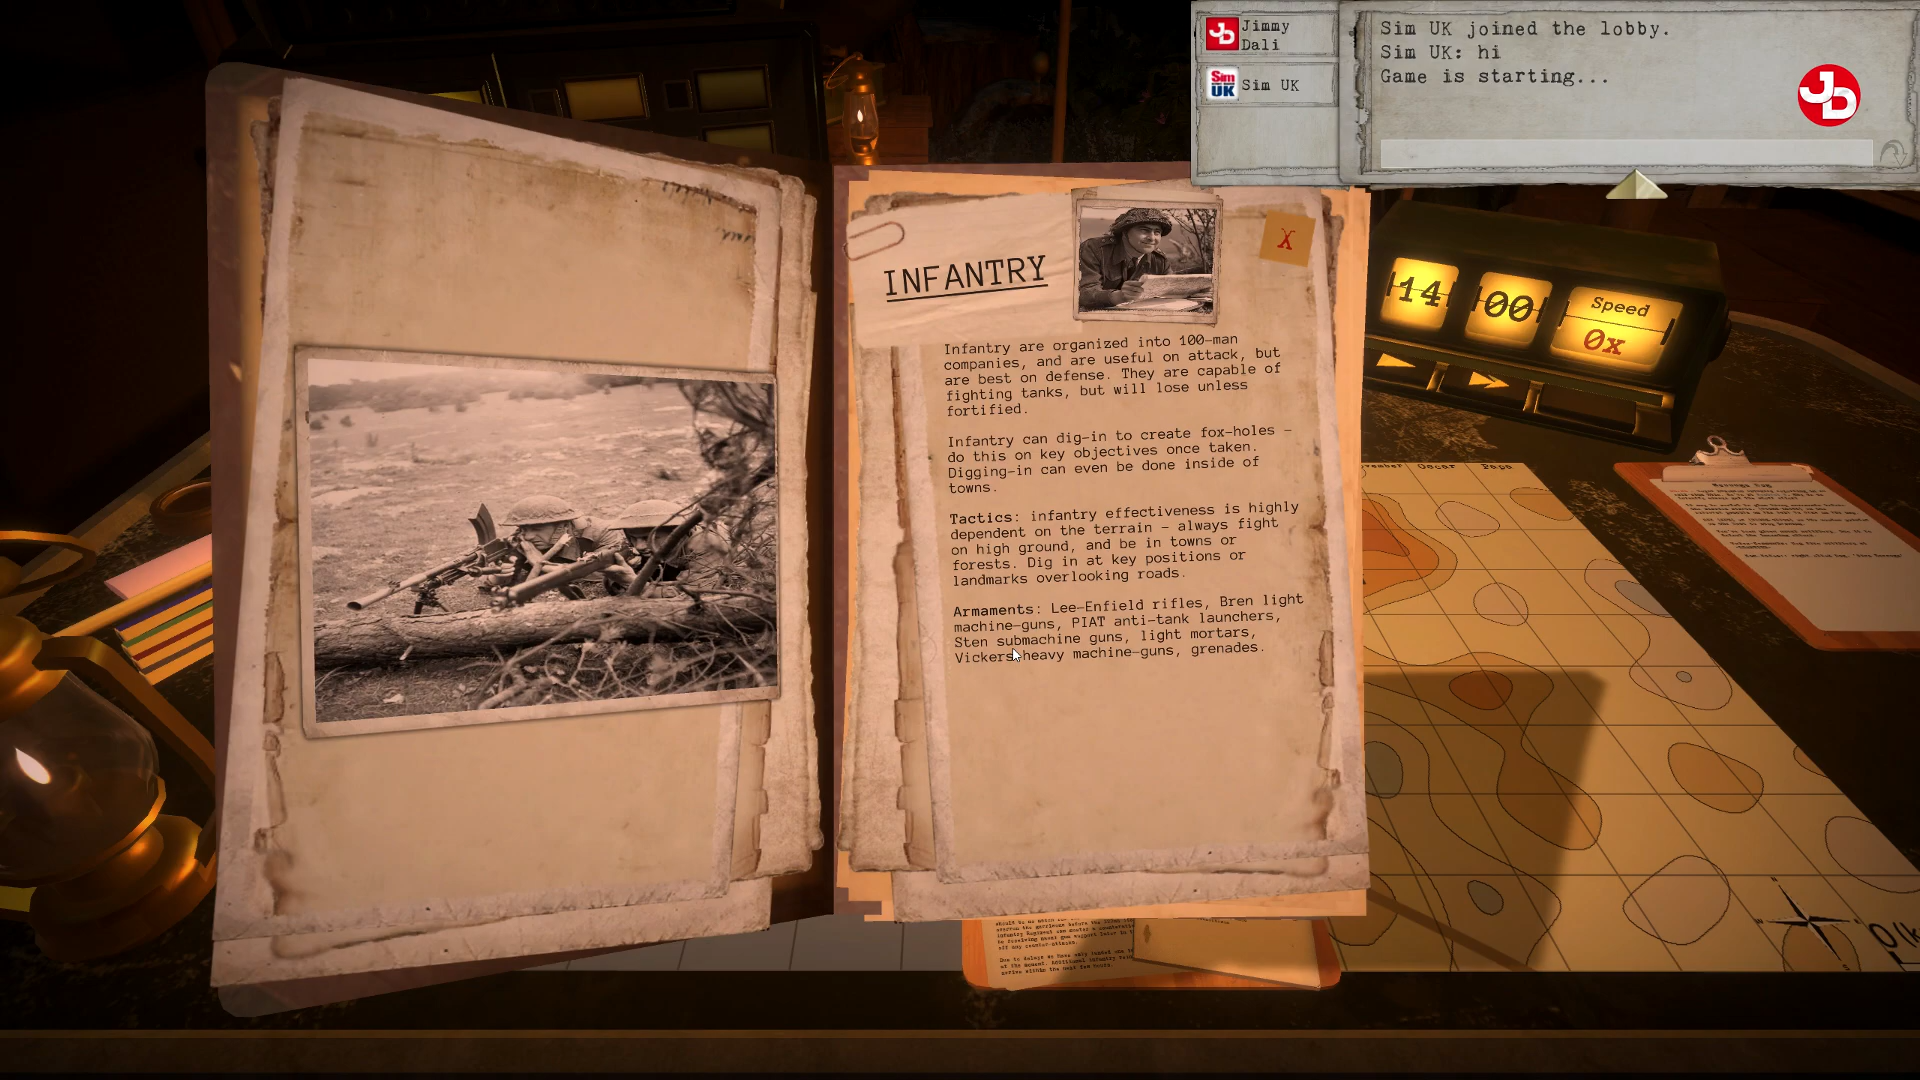 Jimmy
Dali
Sim UK
Sim
UK
JD
Sim UK joined the lobby.
Sim UK: hi
Game is starting...
JD
INFANTRY
X
Infantry are organized into 100-man
companies, and are useful on attack, but
are best on defense. They are capable of
fighting tanks, but will lose unless
fortified.
Infantry can dig-in to create fox-holes -
do this on key objectives once taken.
Digging-in can even be done inside of
towns.
Tactics: infantry effectiveness is highly
dependent on the terrain - always fight
on high ground, and be in towns or
forests. Dig in at key positions or
landmarks overlooking roads.
Armaments: Lee-Enfield rifles, Bren light
machine-guns, PIAT anti-tank launchers,
Sten submachine guns, light mortars,
Vickers heavy machine-guns, grenades.
14 00
Speed
0x
Oscar Papa